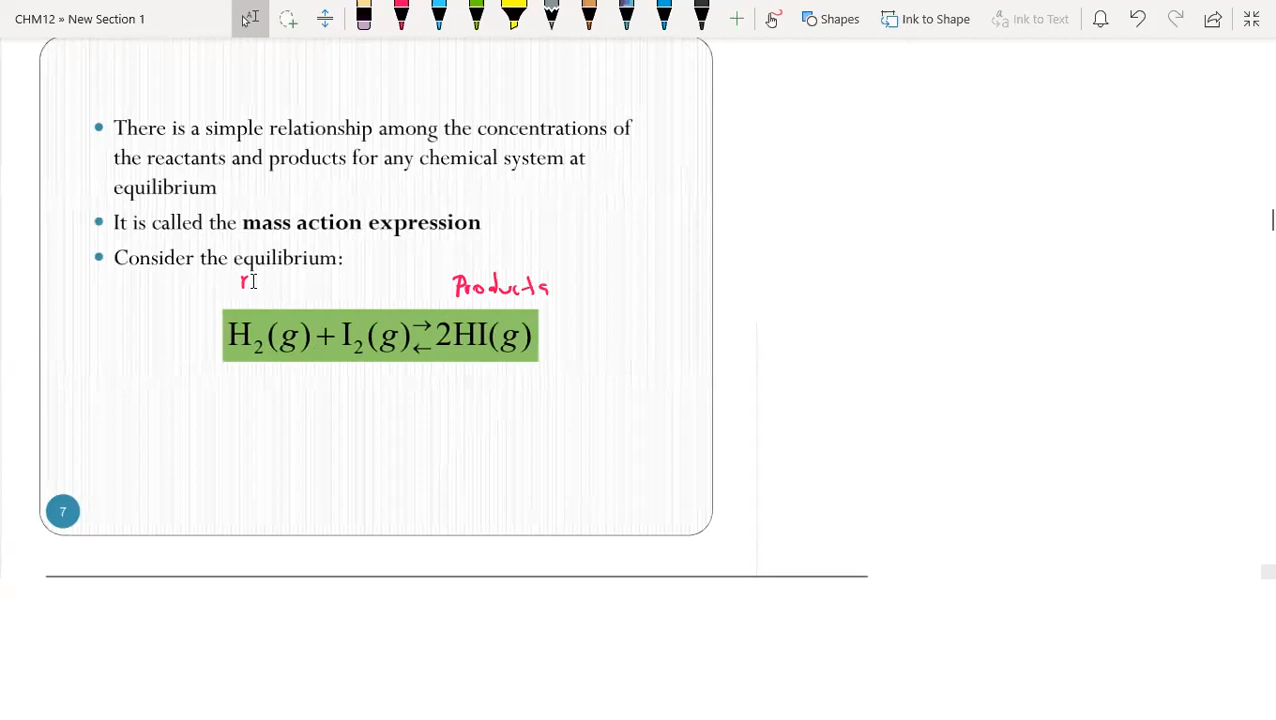 CHM12 » New Section 1
Shapes
Ink to Shape
Ink to Text
• There is a simple relationship among the concentrations of
the reactants and products for any chemical system at
equilibrium
• It is called the mass action expression
• Consider the equilibrium:
r Products
H₂(g) + I₂(g) ⇄ 2HI(g)
7